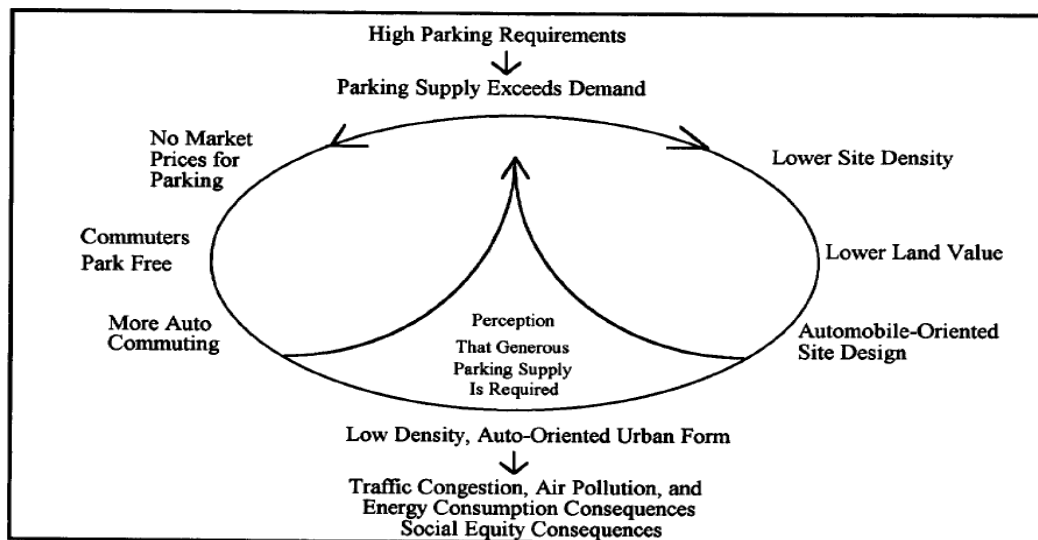 High Parking Requirements
Parking Supply Exceeds Demand
No Market
Prices for
Parking
Lower Site Density
Commuters
Park Free
Lower Land Value
More Auto
Commuting
Perception
That Generous
Parking Supply
Is Required
Automobile-Oriented
Site Design
Low Density, Auto-Oriented Urban Form
Traffic Congestion, Air Pollution, and
Energy Consumption Consequences
Social Equity Consequences